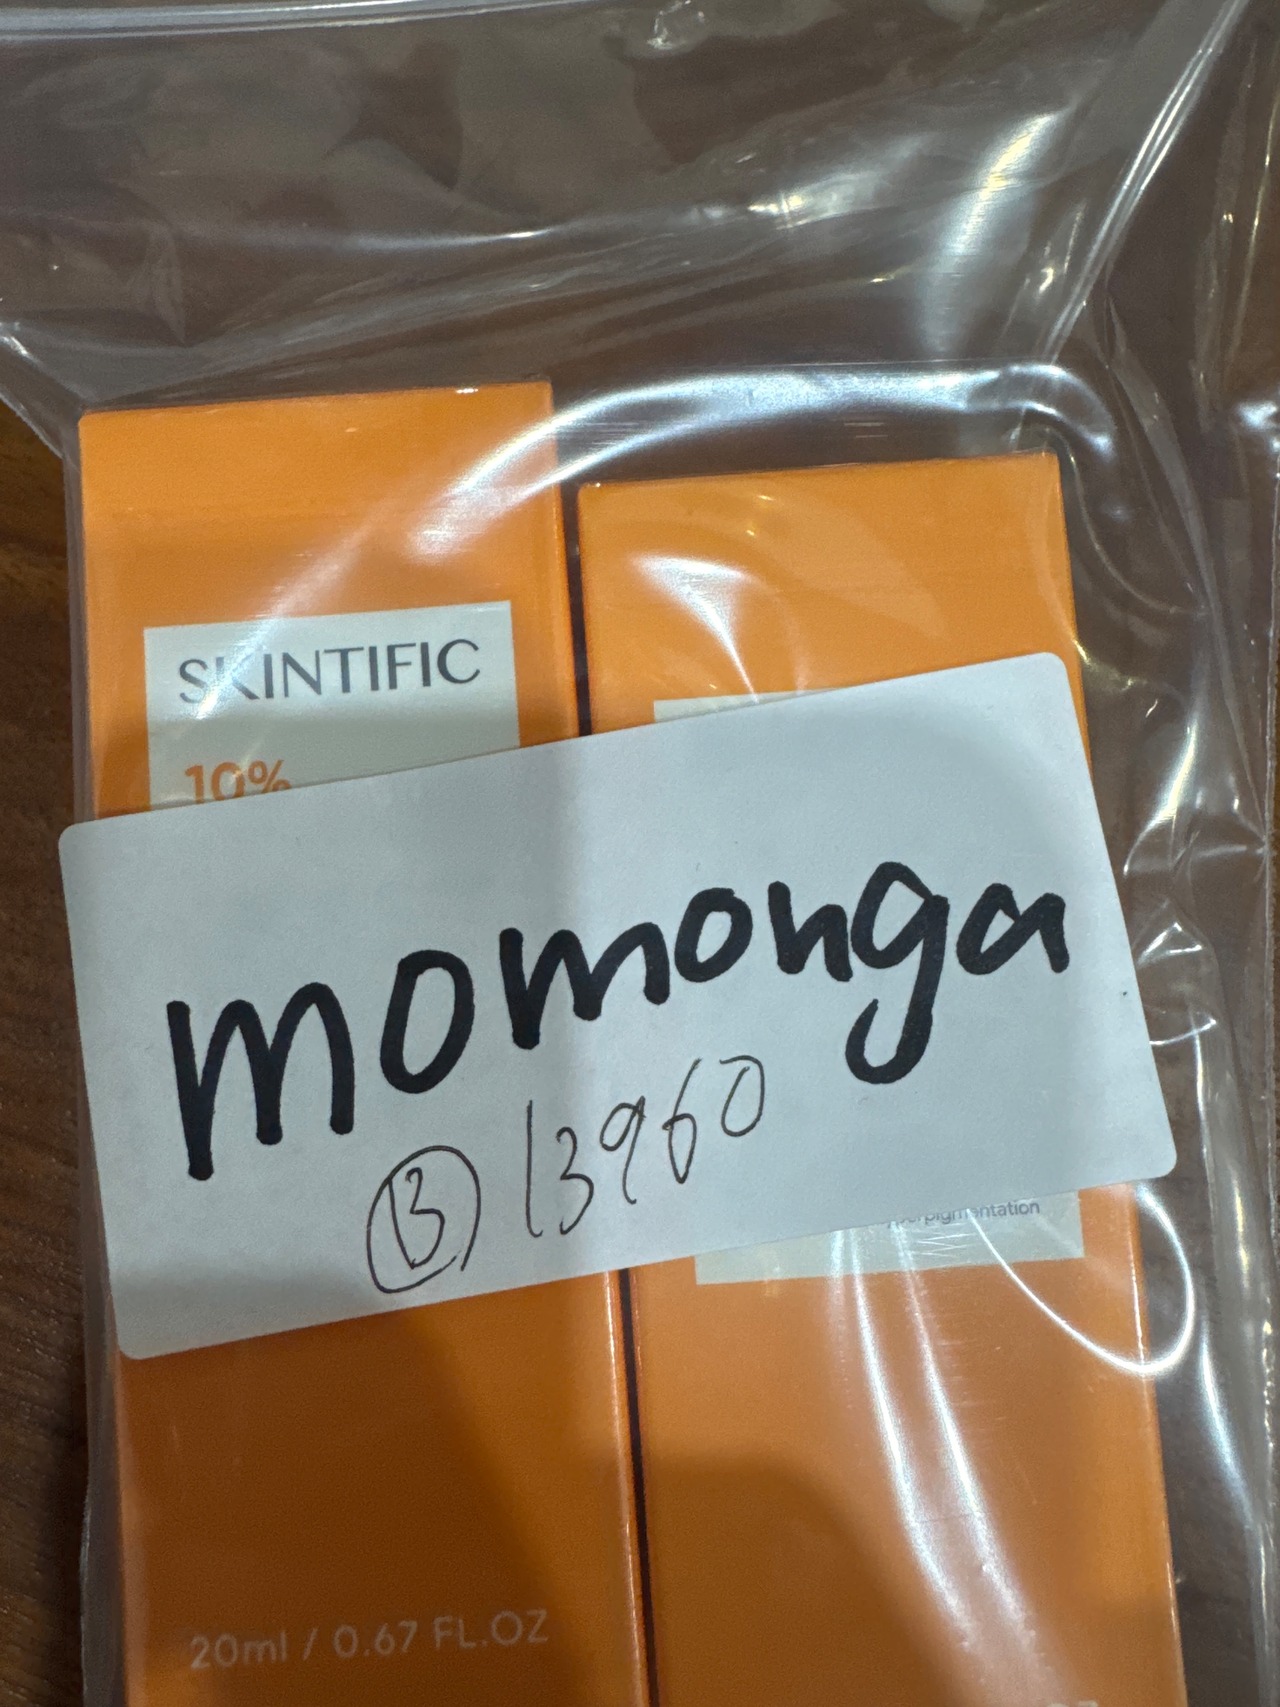 SKINTIFIC
10%
momonga
⑬ 13960
20ml / 0.67 FL.OZ